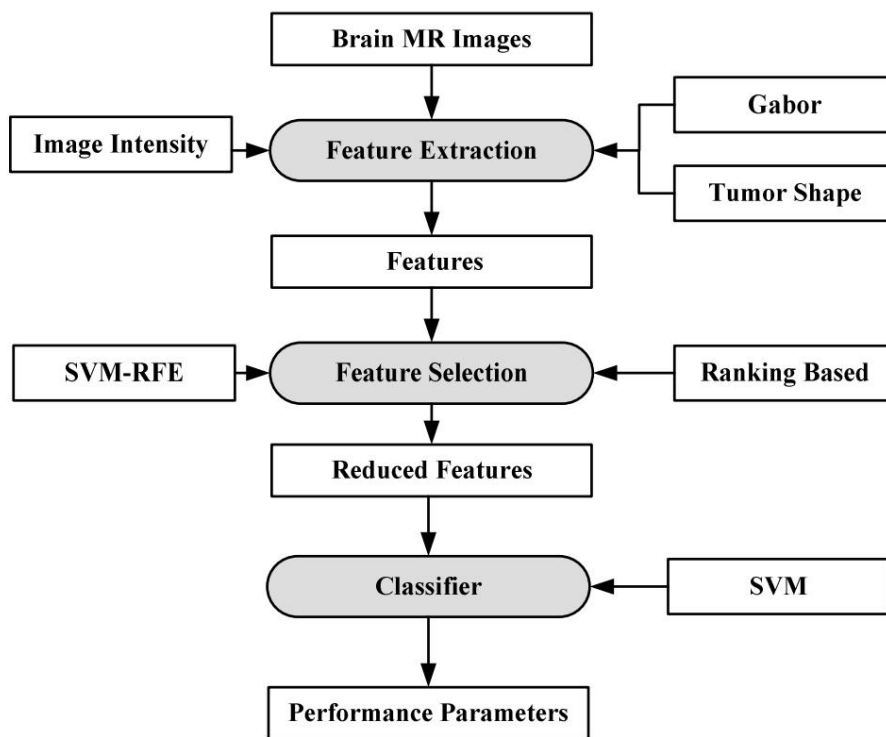 Brain MR Images
Gabor
Image Intensity
Feature Extraction
Tumor Shape
Features
SVM-RFE
Feature Selection
Ranking Based
Reduced Features
Classifier
SVM
Performance Parameters